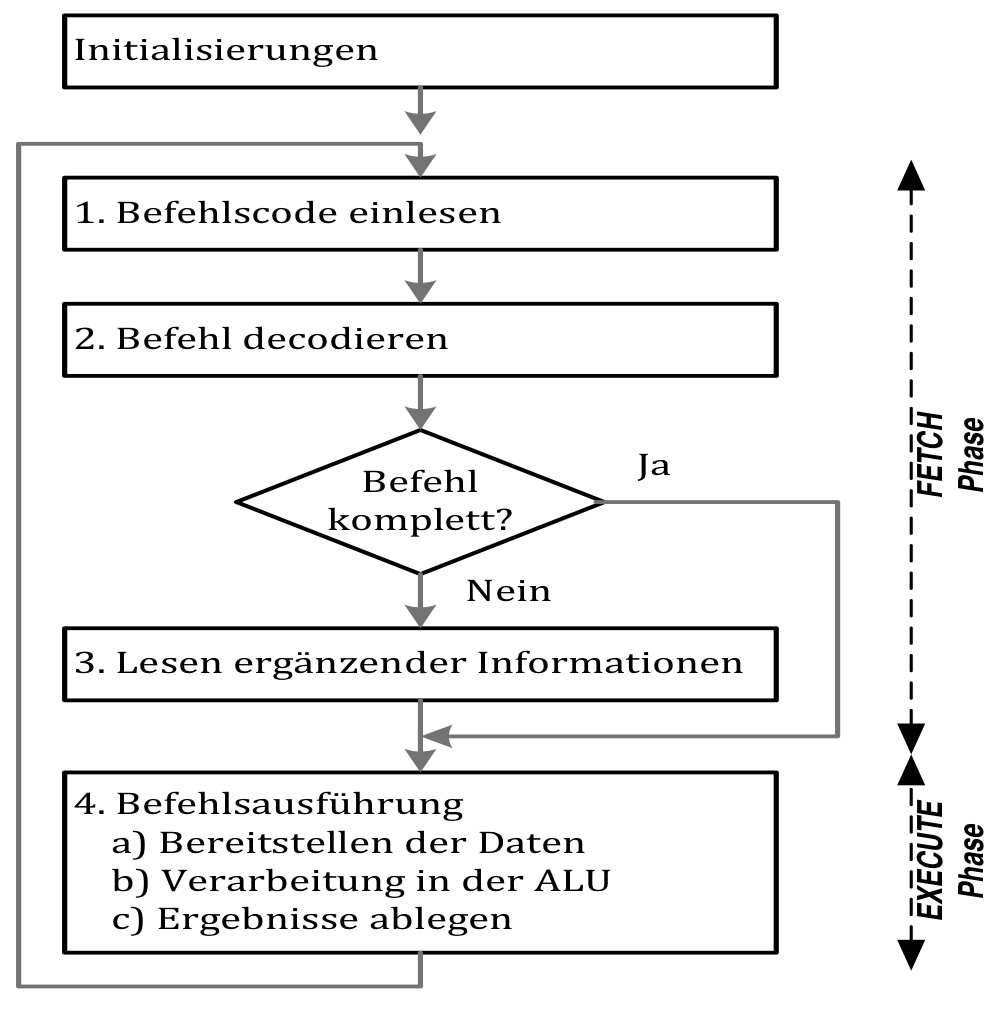 Initialisierungen
1. Befehlscode einlesen
2. Befehl decodieren
Befehl
komplett?
Ja
Nein
3. Lesen ergänzender Informationen
4. Befehlsausführung
a) Bereitstellen der Daten
b) Verarbeitung in der ALU
c) Ergebnisse ablegen
FETCH
Phase
EXECUTE
Phase